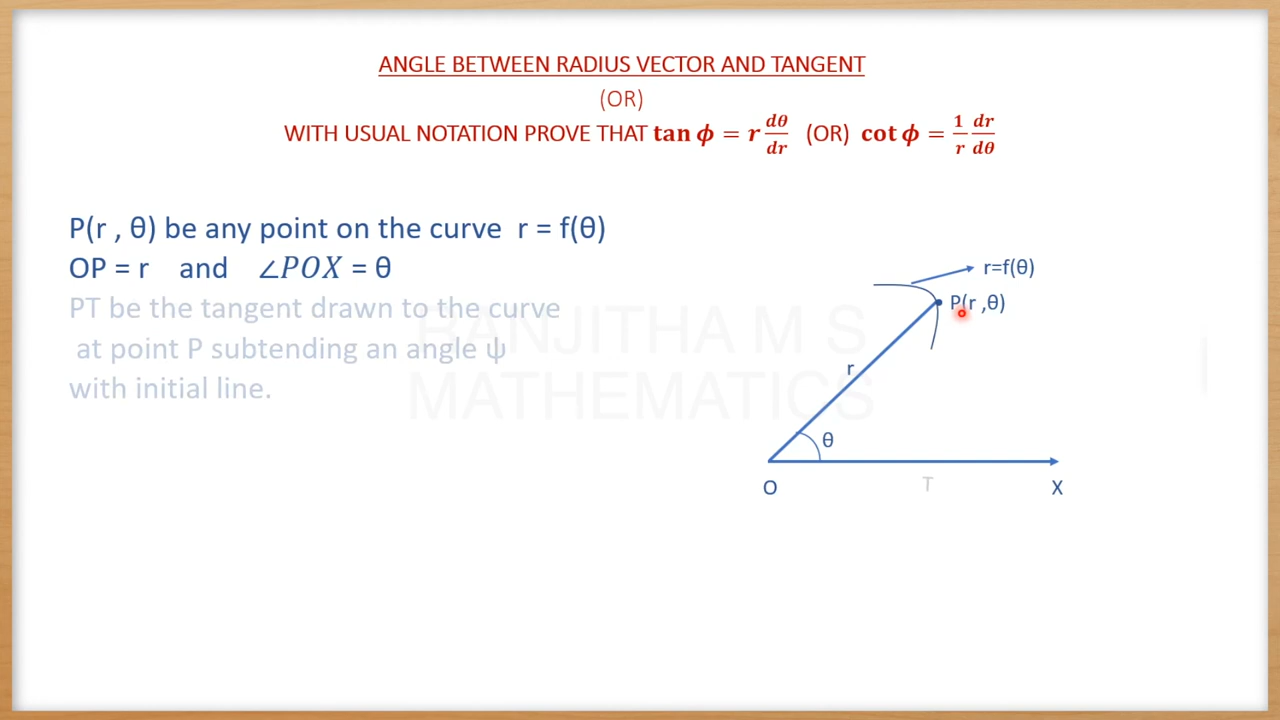 ANGLE BETWEEN RADIUS VECTOR AND TANGENT
(OR)
WITH USUAL NOTATION PROVE THAT tan ϕ = r dθ/dr (OR) cot ϕ = 1/r dr/dθ
P(r , θ) be any point on the curve r = f(θ)
OP = r and ∠POX = θ
PT be the tangent drawn to the curve
at point P subtending an angle ψ
with initial line.
RANJITHA M S
MATHEMATICS
r=f(θ)
P(r ,θ)
r
θ
O
T
X